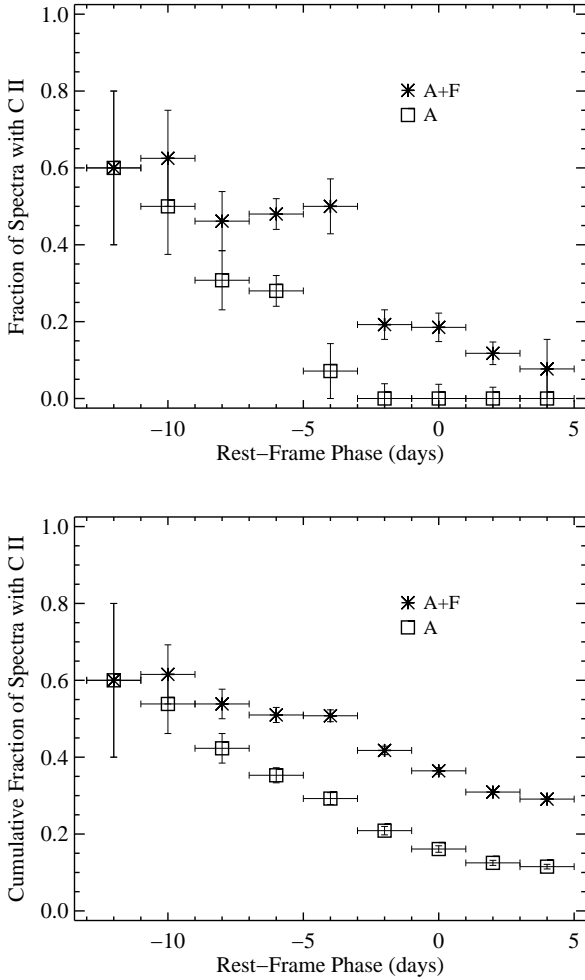 1.0
0.8
0.6
0.4
0.2
0.0
Fraction of Spectra with C II
A+F
A
−10
−5
0
5
Rest−Frame Phase (days)
1.0
0.8
0.6
0.4
0.2
0.0
Cumulative Fraction of Spectra with C II
A+F
A
−10
−5
0
5
Rest−Frame Phase (days)